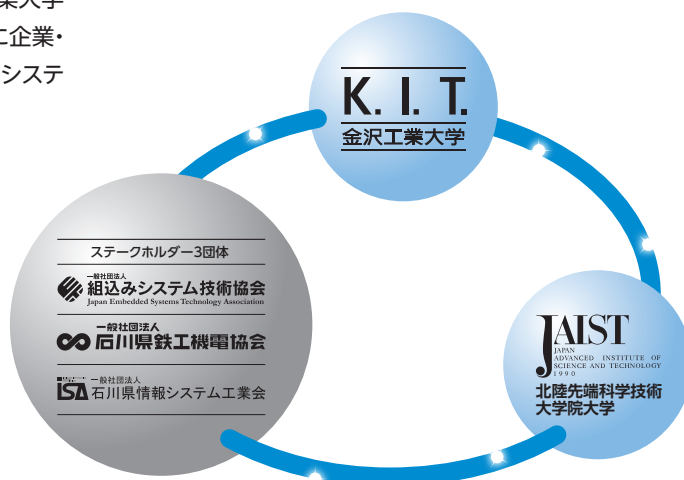 業大学
に企業・
システ
K. I. T.
金沢工業大学
ステークホルダー3団体
一般社団法人
組込みシステム技術協会
Japan Embedded Systems Technology Association
一般社団法人
石川県鉄工機電協会
ISA 一般社団法人
石川県情報システム工業会
JAIST
JAPAN
ADVANCED INSTITUTE OF
SCIENCE AND TECHNOLOGY
1990
北陸先端科学技術
大学院大学